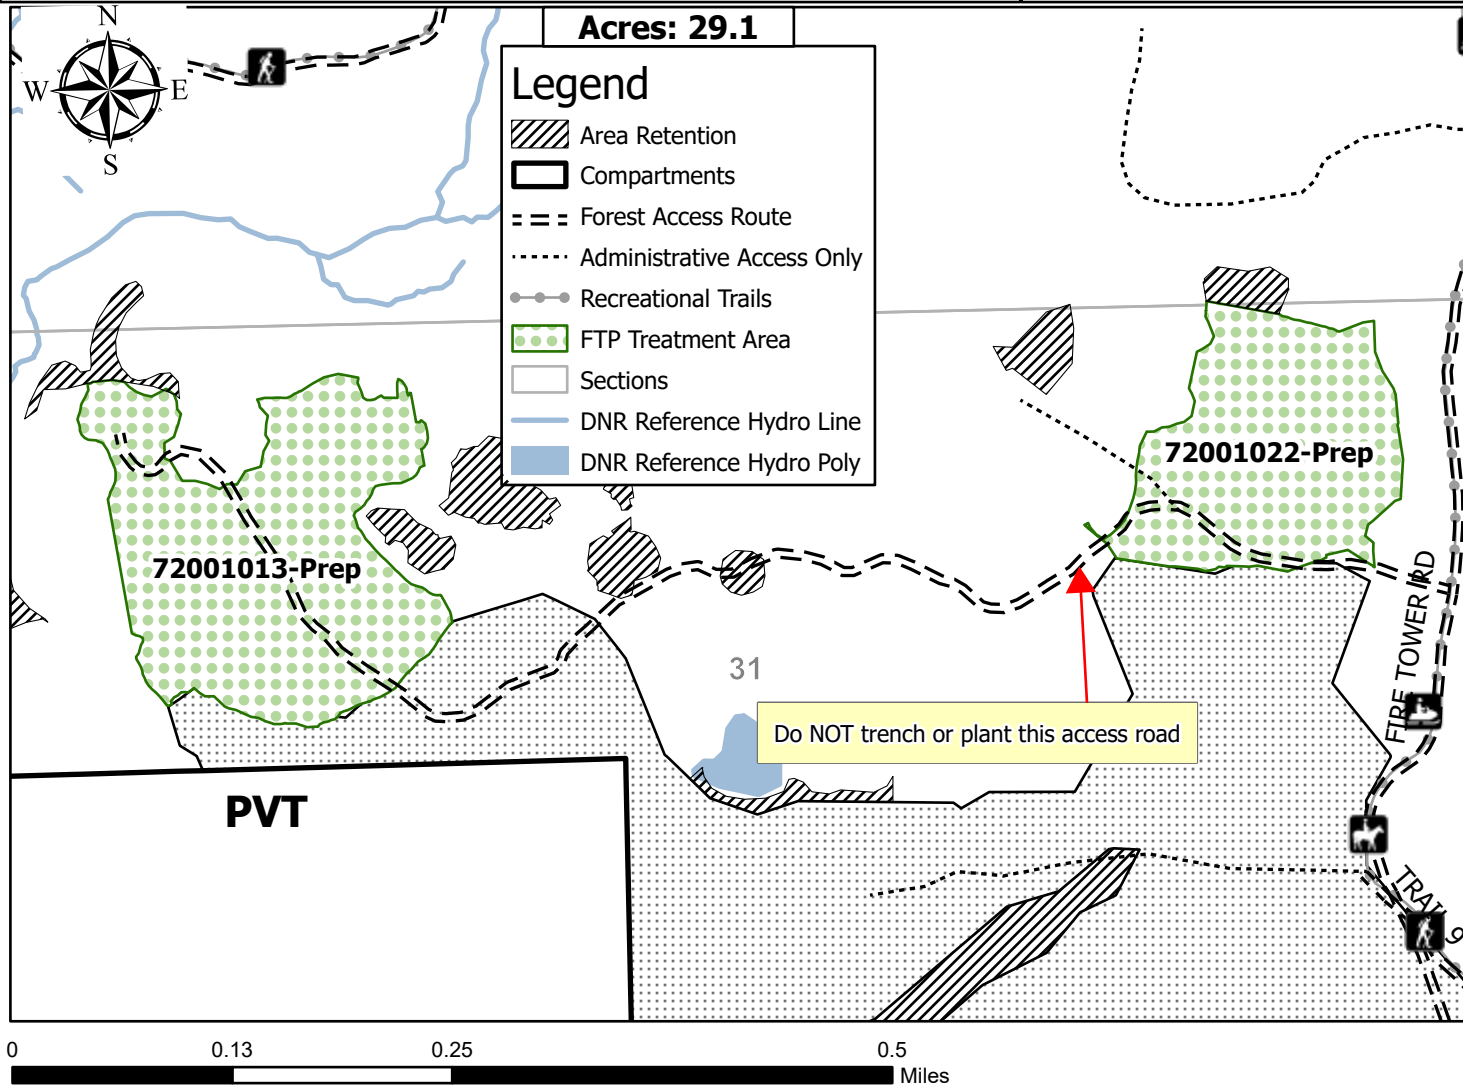 Acres: 29.1
N
W
E
S
Legend
Area Retention
Compartments
Forest Access Route
Administrative Access Only
Recreational Trails
FTP Treatment Area
Sections
DNR Reference Hydro Line
DNR Reference Hydro Poly
72001022-Prep
72001013-Prep
FIRE TOWER RD
31
Do NOT trench or plant this access road
PVT
TRAIL 9
0
0.13
0.25
0.5
Miles